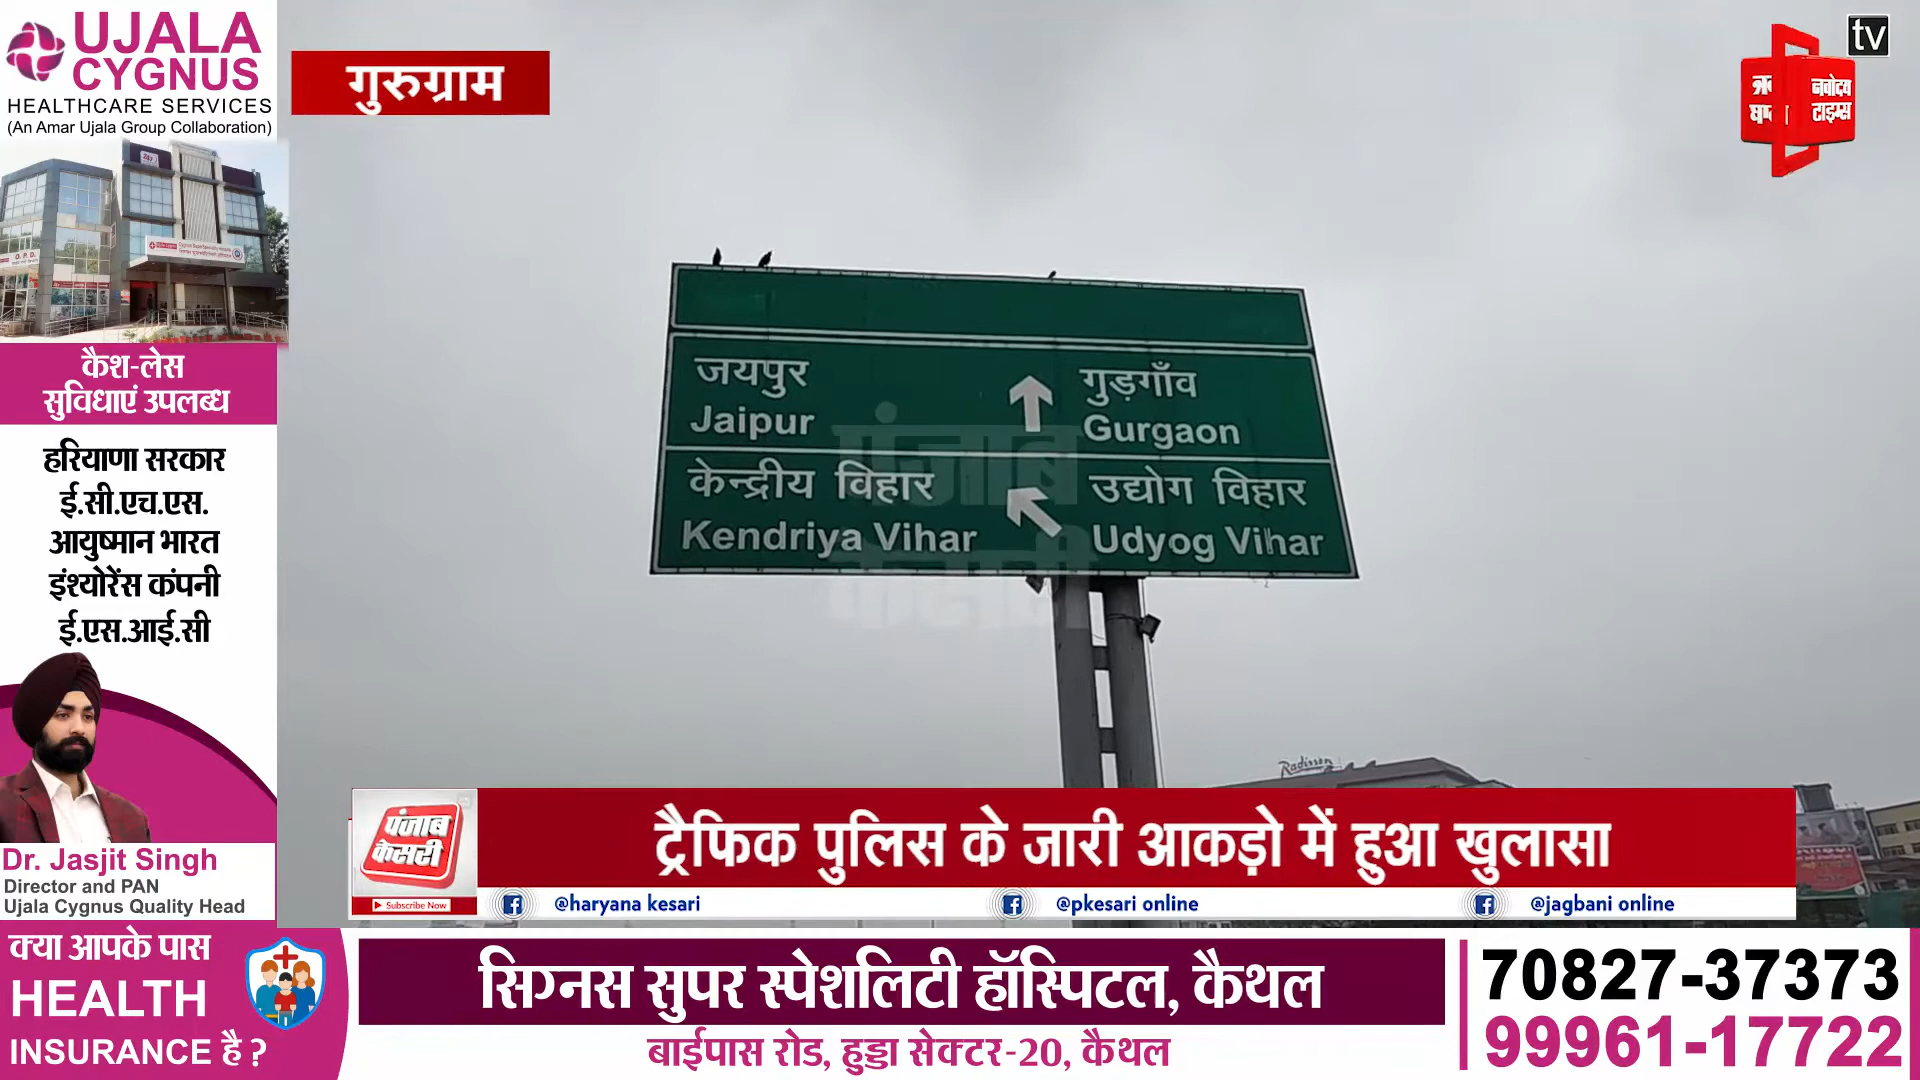 UJALA
CYGNUS
HEALTHCARE SERVICES
(An Amar Ujala Group Collaboration)
कैश-लेस
सुविधाएं उपलब्ध
हरियाणा सरकार
ई.सी.एच.एस.
आयुष्मान भारत
इंश्योरेंस कंपनी
ई.एस.आई.सी
Dr. Jasjit Singh
Director and PAN
Ujala Cygnus Quality Head
गुरुग्राम
tv
नवोदय
टाइम्स
जयपुर
Jaipur
गुड़गाँव
Gurgaon
केन्द्रीय विहार
Kendriya Vihar
उद्योग विहार
Udyog Vihar
पंजाब
केसरी
Radisson
पंजाब
केसरी
Subscribe Now
ट्रैफिक पुलिस के जारी आकड़ो में हुआ खुलासा
@haryana kesari
@pkesari online
@jagbani online
क्या आपके पास
HEALTH
INSURANCE है ?
सिग्नस सुपर स्पेशलिटी हॉस्पिटल, कैथल
बाईपास रोड, हुड्डा सेक्टर-20, कैथल
70827-37373
99961-17722